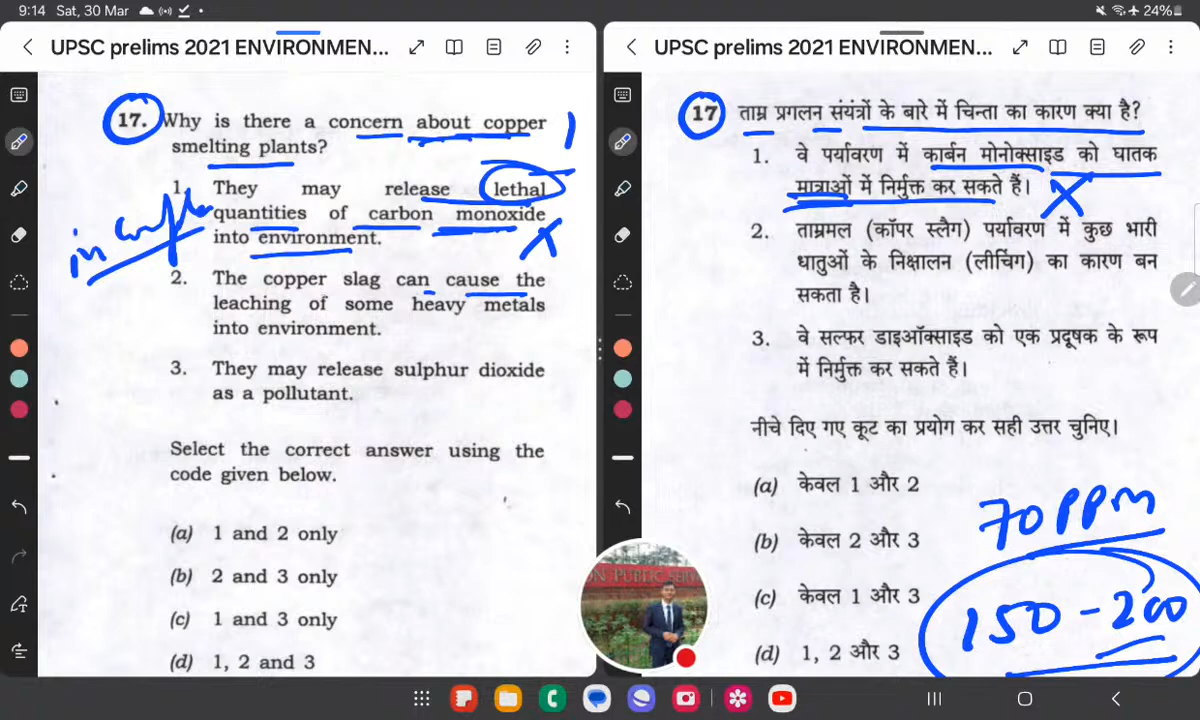 9:14 Sat, 30 Mar
24%
UPSC prelims 2021 ENVIRONMEN...
UPSC prelims 2021 ENVIRONMEN...
17. Why is there a concern about copper
smelting plants?
1. They may release lethal
quantities of carbon monoxide
into environment.
2. The copper slag can cause the
leaching of some heavy metals
into environment.
3. They may release sulphur dioxide
as a pollutant.
Select the correct answer using the
code given below.
(a) 1 and 2 only
(b) 2 and 3 only
(c) 1 and 3 only
(d) 1, 2 and 3
17 ताम्र प्रगलन संयंत्रों के बारे में चिन्ता का कारण क्या है?
1. वे पर्यावरण में कार्बन मोनोक्साइड को घातक
मात्राओं में निर्मुक्त कर सकते हैं।
2. ताम्रमल (कॉपर स्लैग) पर्यावरण में कुछ भारी
धातुओं के निक्षालन (लीचिंग) का कारण बन
सकता है।
3. वे सल्फर डाइऑक्साइड को एक प्रदूषक के रूप
में निर्मुक्त कर सकते हैं।
नीचे दिए गए कूट का प्रयोग कर सही उत्तर चुनिए।
(a) केवल 1 और 2
(b) केवल 2 और 3
(c) केवल 1 और 3
(d) 1, 2 और 3
70 PPM
150-200